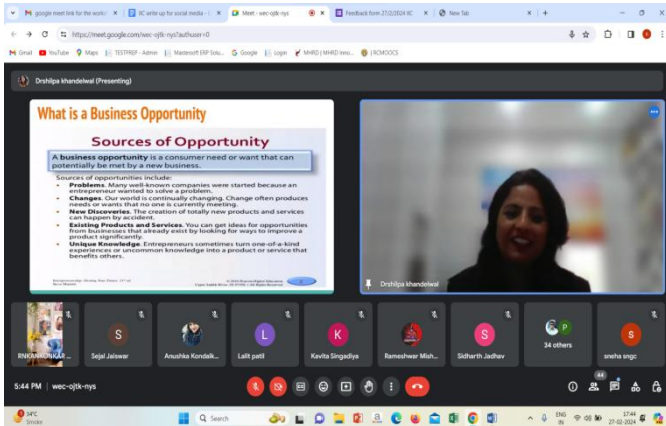 google meet link for the works
IIC write up for social media - I
Meet - wec-ojtk-nys
Feedback form 27/2/2024 IIC
New Tab
https://meet.google.com/wec-ojtk-nys?authuser=0
Gmail
YouTube
Maps
TESTPREP - Admin
Mastersoft ERP Solu...
Google
Login
MHRD | MHRD Inno...
IRCMOOCS
Drshilpa khandelwal (Presenting)
What is a Business Opportunity
Sources of Opportunity
A business opportunity is a consumer need or want that can
potentially be met by a new business.
Sources of opportunities include:
• Problems. Many well-known companies were started because an
entrepreneur wanted to solve a problem.
• Changes. Our world is continually changing. Change often produces
needs or wants that no one is currently meeting.
• New Discoveries. The creation of totally new products and services
can happen by accident.
• Existing Products and Services. You can get ideas for opportunities
from businesses that already exist by looking for ways to improve a
product significantly.
• Unique Knowledge. Entrepreneurs sometimes turn one-of-a-kind
experiences or uncommon knowledge into a product or service that
benefits others.
Drshilpa khandelwal
S
L
K
S
P
s
RNKANKONKAR ...
Sejal Jaiswar
Anushka Kondalk...
Lalit patil
Kavita Singadiya
Rameshwer Mish...
Sidharth Jadhav
34 others
sneha sngc
5:44 PM | wec-ojtk-nys
44
34°C
Smoke
Search
ENG
IN
17:44
27-02-2024